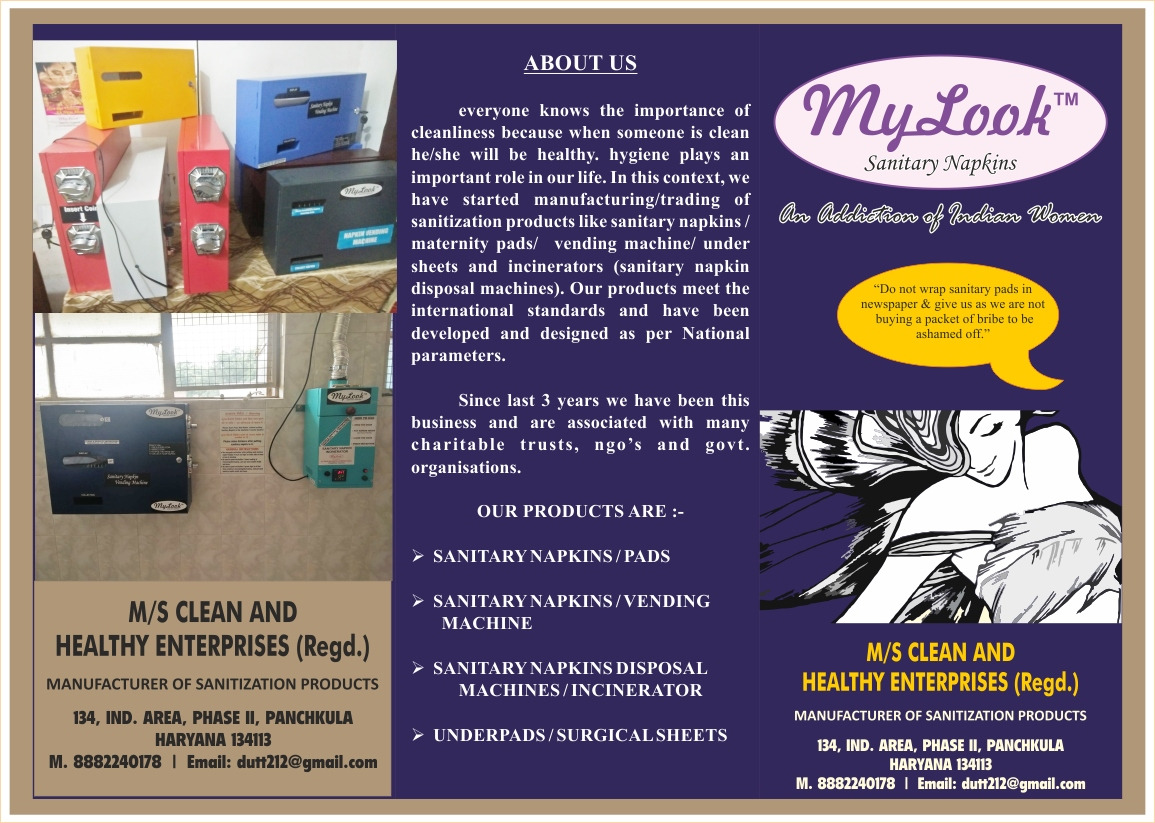 Sanitary Napkin
Vending Machine
Insert Coin
MyLook
NAPKIN VENDING
MACHINE
MyLook
MyLook
Sanitary Napkin
Vending Machine
MyLook
M/S CLEAN AND
HEALTHY ENTERPRISES (Regd.)
MANUFACTURER OF SANITIZATION PRODUCTS
134, IND. AREA, PHASE II, PANCHKULA
HARYANA 134113
M. 8882240178 | Email: dutt212@gmail.com
ABOUT US
everyone knows the importance of
cleanliness because when someone is clean
he/she will be healthy. hygiene plays an
important role in our life. In this context, we
have started manufacturing/trading of
sanitization products like sanitary napkins /
maternity pads/ vending machine/ under
sheets and incinerators (sanitary napkin
disposal machines). Our products meet the
international standards and have been
developed and designed as per National
parameters.
Since last 3 years we have been this
business and are associated with many
charitable trusts, ngo’s and govt.
organisations.
OUR PRODUCTS ARE :-
➢ SANITARY NAPKINS / PADS
➢ SANITARY NAPKINS / VENDING
MACHINE
➢ SANITARY NAPKINS DISPOSAL
MACHINES / INCINERATOR
➢ UNDERPADS / SURGICAL SHEETS
MyLook™
Sanitary Napkins
An Addiction of Indian Women
“Do not wrap sanitary pads in
newspaper & give us as we are not
buying a packet of bribe to be
ashamed off.”
M/S CLEAN AND
HEALTHY ENTERPRISES (Regd.)
MANUFACTURER OF SANITIZATION PRODUCTS
134, IND. AREA, PHASE II, PANCHKULA
HARYANA 134113
M. 8882240178 | Email: dutt212@gmail.com